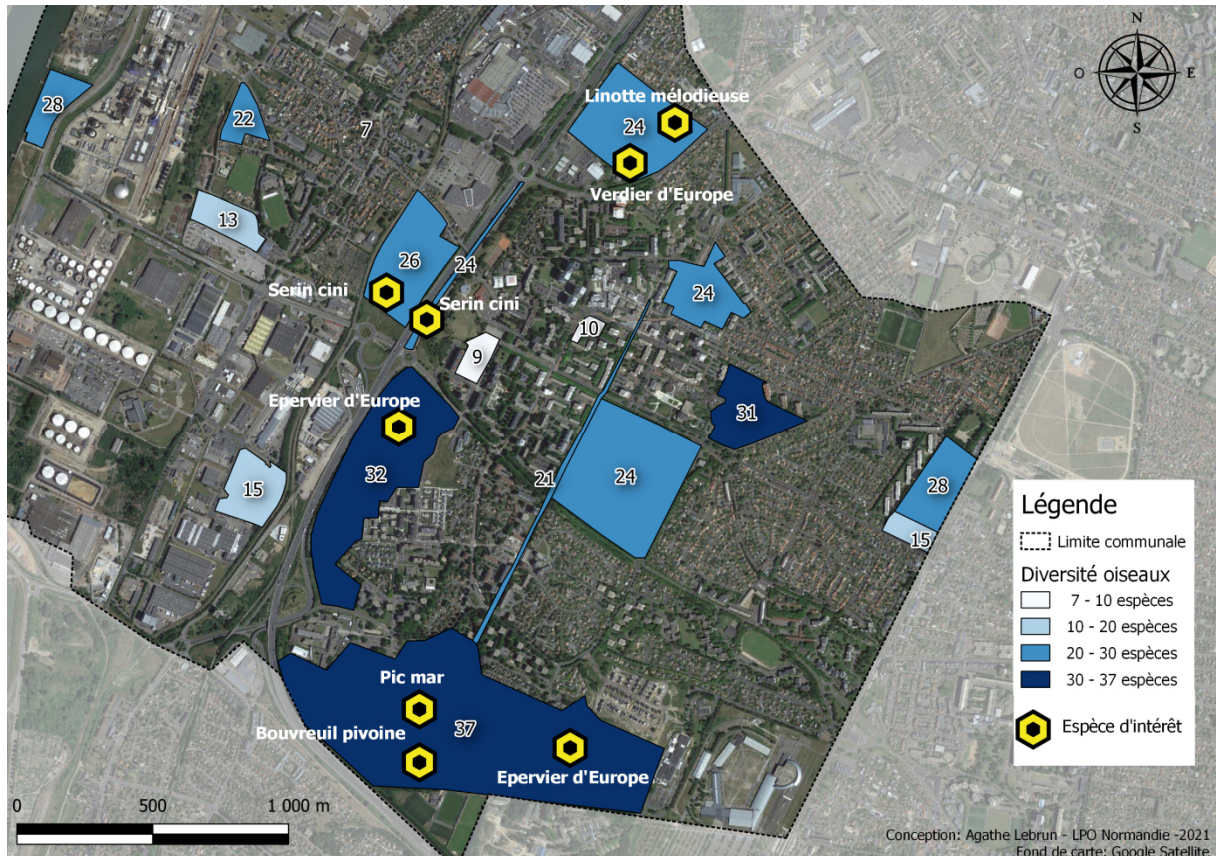 N
O
E
S
Linotte mélodieuse
28
22
7
24
Verdier d'Europe
13
26
24
Serin cini
Serin cini
24
10
9
Epervier d'Europe
31
32
21
24
15
28
15
Légende
Limite communale
Diversité oiseaux
7 - 10 espèces
10 - 20 espèces
20 - 30 espèces
30 - 37 espèces
Espèce d'intérêt
Pic mar
37
Bouvreuil pivoine
Epervier d'Europe
0 500 1 000 m
Conception: Agathe Lebrun - LPO Normandie -2021
Fond de carte: Google Satellite